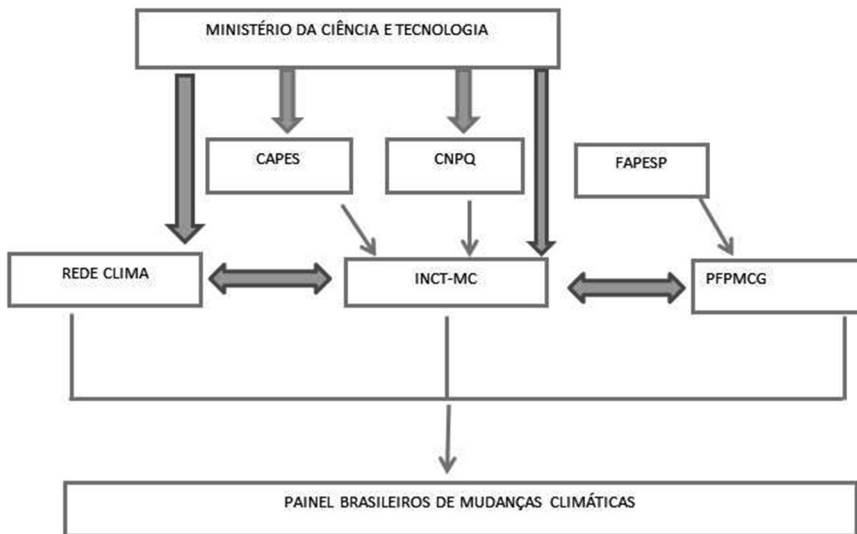 MINISTÉRIO DA CIÊNCIA E TECNOLOGIA
CAPES
CNPQ
FAPESP
REDE CLIMA
INCT-MC
PFPMCG
PAINEL BRASILEIROS DE MUDANÇAS CLIMÁTICAS